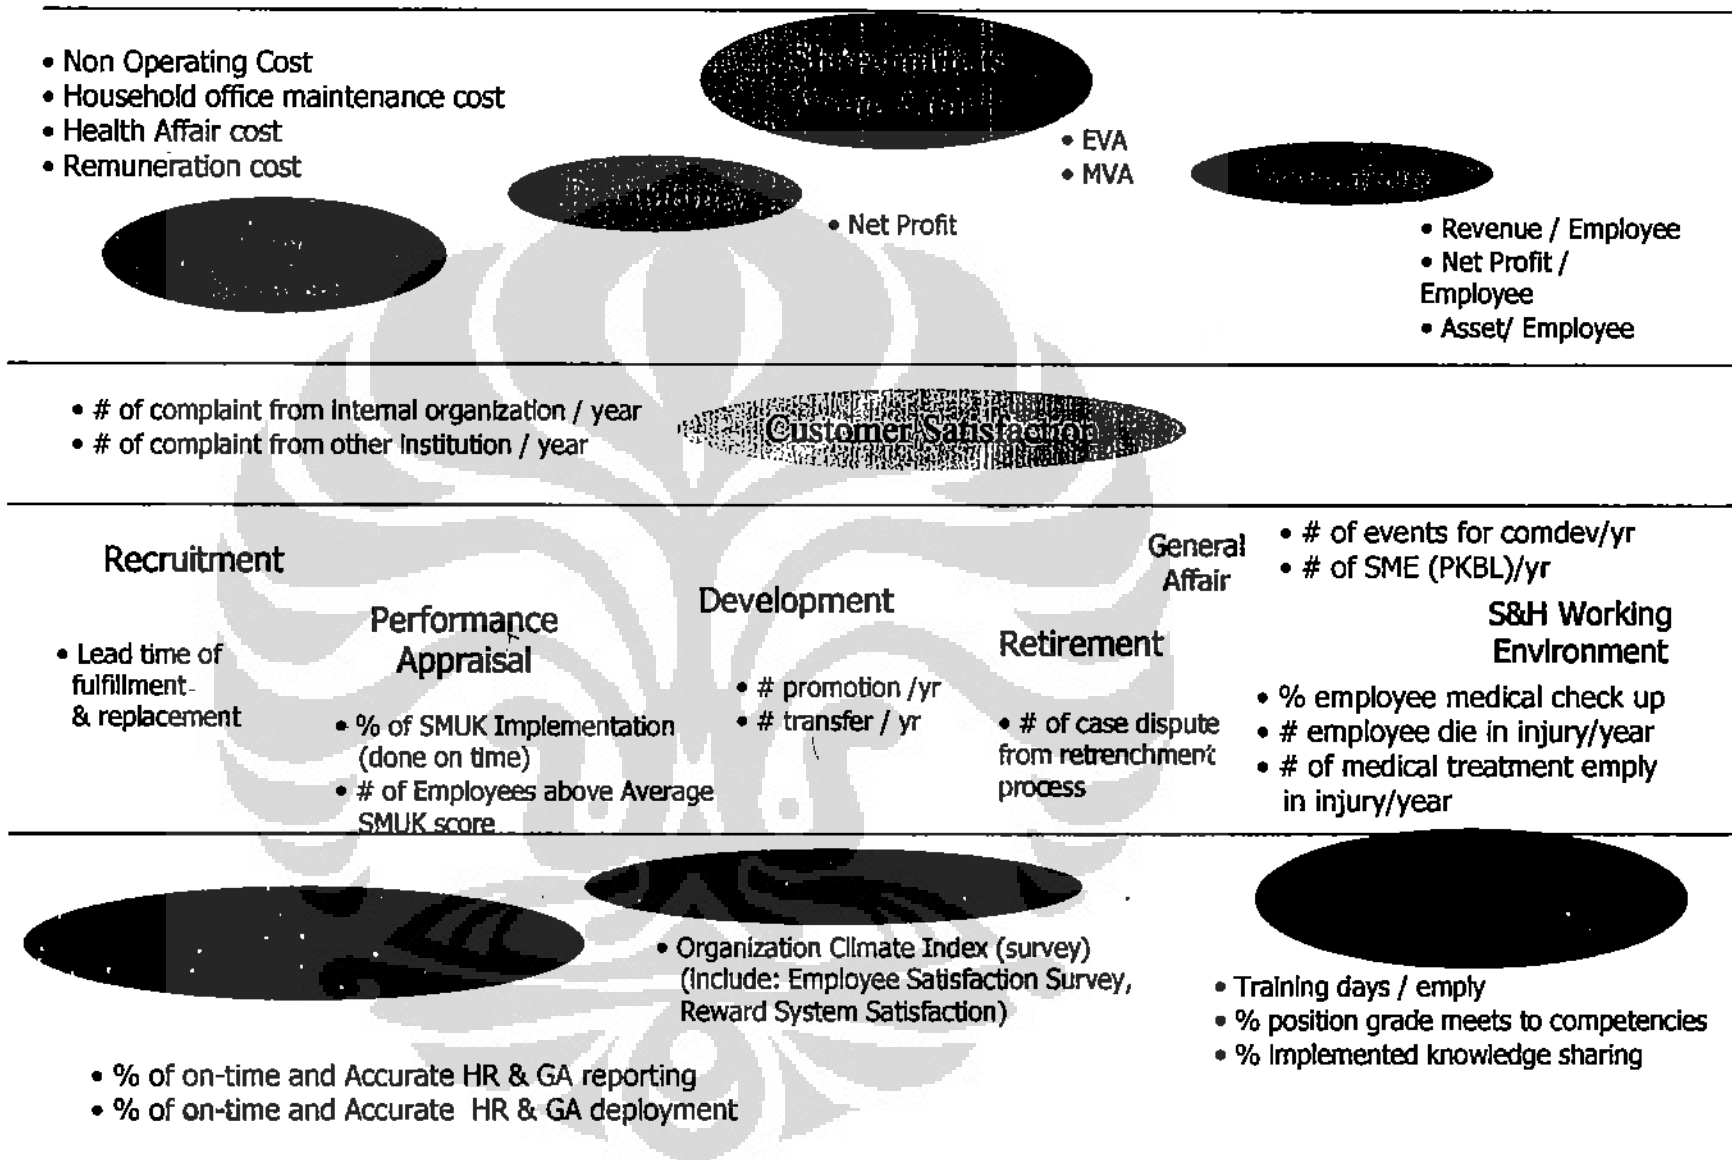 • Non Operating Cost
• Household office maintenance cost
• Health Affair cost
• Remuneration cost
• EVA
• MVA
• Net Profit
• Revenue / Employee
• Net Profit /
Employee
• Asset/ Employee
• # of complaint from internal organization / year
• # of complaint from other institution / year
Customer Satisfaction
Recruitment
• Lead time of
fulfillment
& replacement
Performance
Appraisal
• % of SMUK Implementation
(done on time)
• # of Employees above Average
SMUK score
Development
• # promotion /yr
• # transfer / yr
Retirement
• # of case dispute
from retrenchment
process
General
Affair
• # of events for comdev/yr
• # of SME (PKBL)/yr
S&H Working
Environment
• % employee medical check up
• # employee die in injury/year
• # of medical treatment emply
in injury/year
• Organization Climate Index (survey)
(Include: Employee Satisfaction Survey,
Reward System Satisfaction)
• Training days / emply
• % position grade meets to competencies
• % Implemented knowledge sharing
• % of on-time and Accurate HR & GA reporting
• % of on-time and Accurate HR & GA deployment